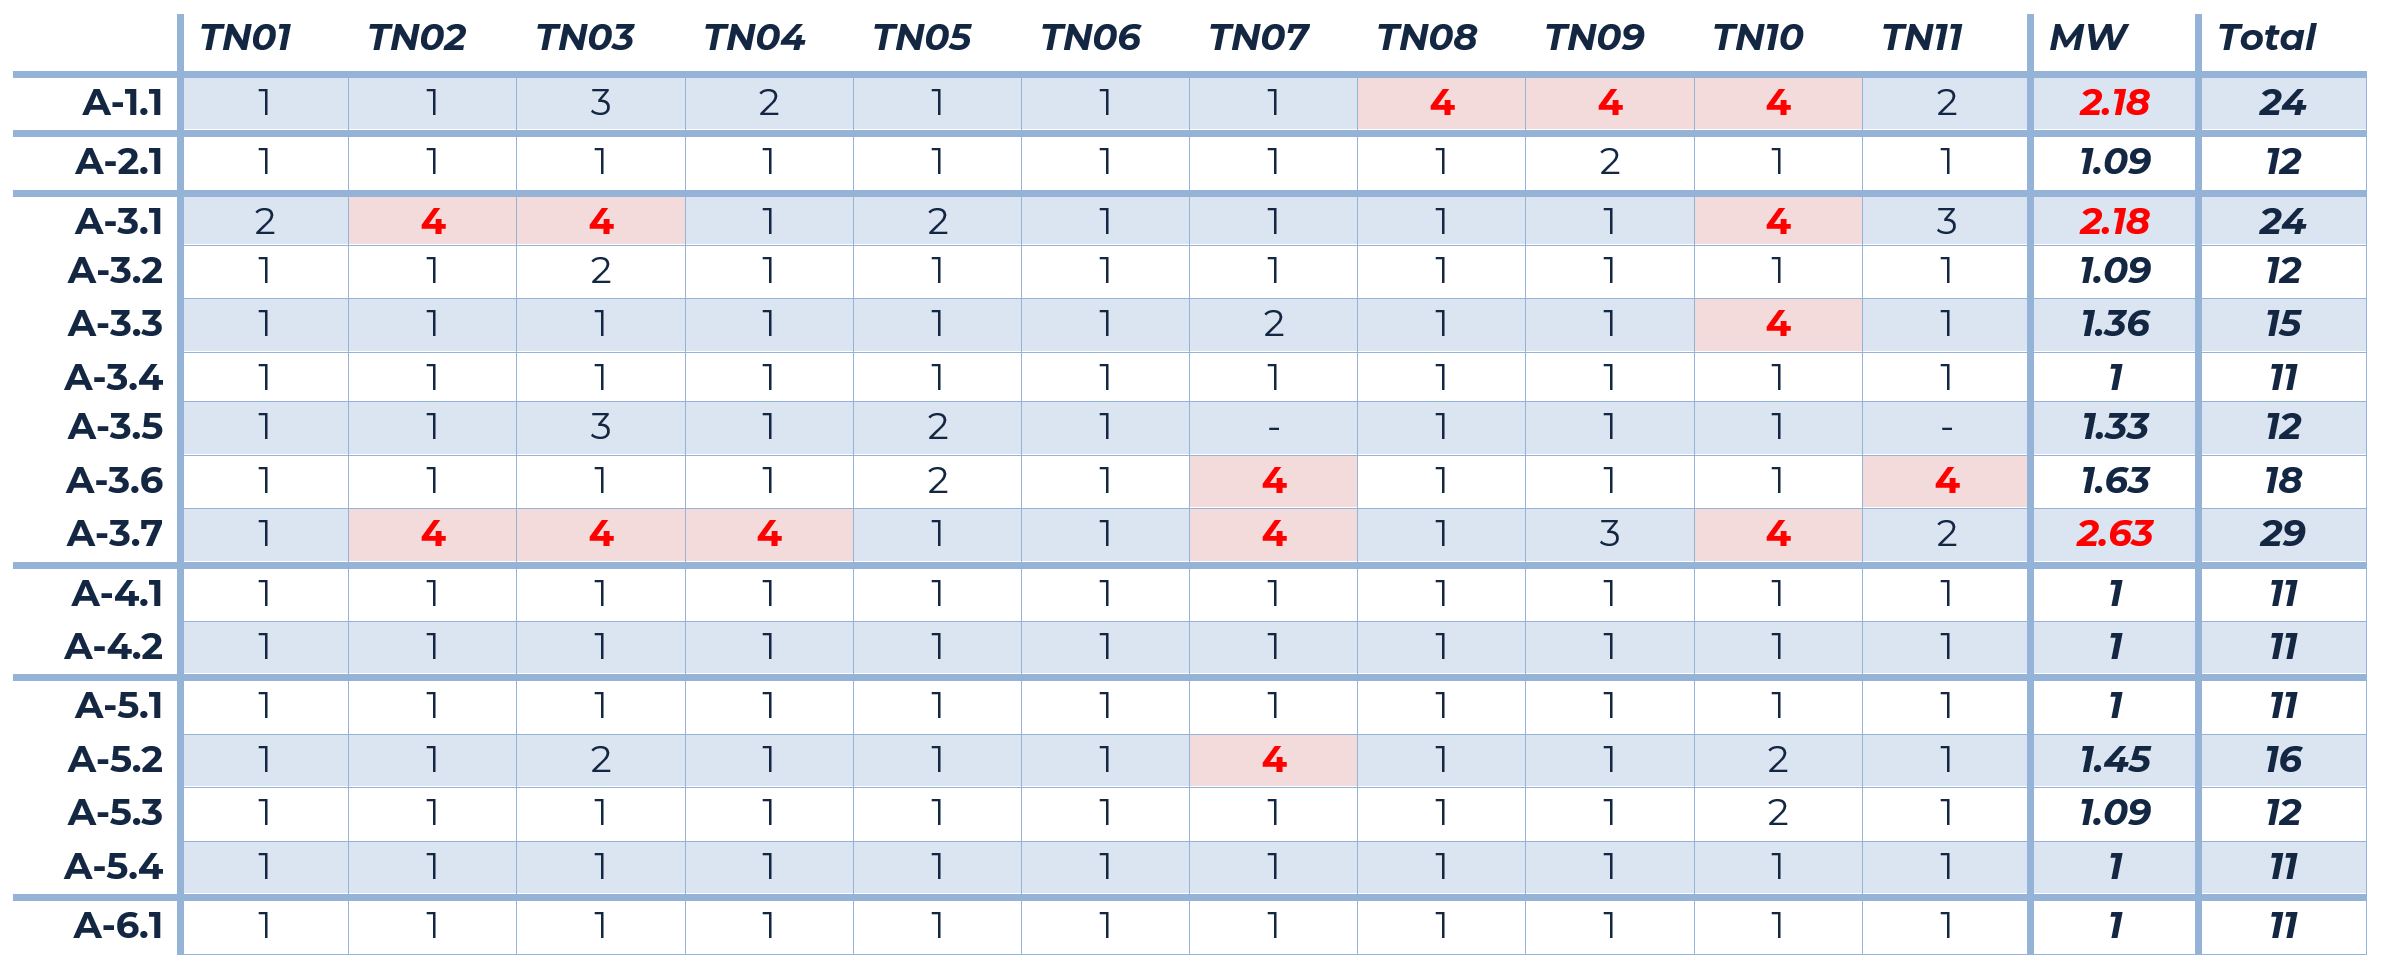 TN01 TN02 TN03 TN04 TN05 TN06 TN07 TN08 TN09 TN10 TN11 MW Total
A-1.1 1 1 3 2 1 1 1 4 4 4 2 2.18 24
A-2.1 1 1 1 1 1 1 1 1 2 1 1 1.09 12
A-3.1 2 4 4 1 2 1 1 1 1 4 3 2.18 24
A-3.2 1 1 2 1 1 1 1 1 1 1 1 1.09 12
A-3.3 1 1 1 1 1 1 2 1 1 4 1 1.36 15
A-3.4 1 1 1 1 1 1 1 1 1 1 1 1 11
A-3.5 1 1 3 1 2 1 - 1 1 1 - 1.33 12
A-3.6 1 1 1 1 2 1 4 1 1 1 4 1.63 18
A-3.7 1 4 4 4 1 1 4 1 3 4 2 2.63 29
A-4.1 1 1 1 1 1 1 1 1 1 1 1 1 11
A-4.2 1 1 1 1 1 1 1 1 1 1 1 1 11
A-5.1 1 1 1 1 1 1 1 1 1 1 1 1 11
A-5.2 1 1 2 1 1 1 4 1 1 2 1 1.45 16
A-5.3 1 1 1 1 1 1 1 1 1 2 1 1.09 12
A-5.4 1 1 1 1 1 1 1 1 1 1 1 1 11
A-6.1 1 1 1 1 1 1 1 1 1 1 1 1 11